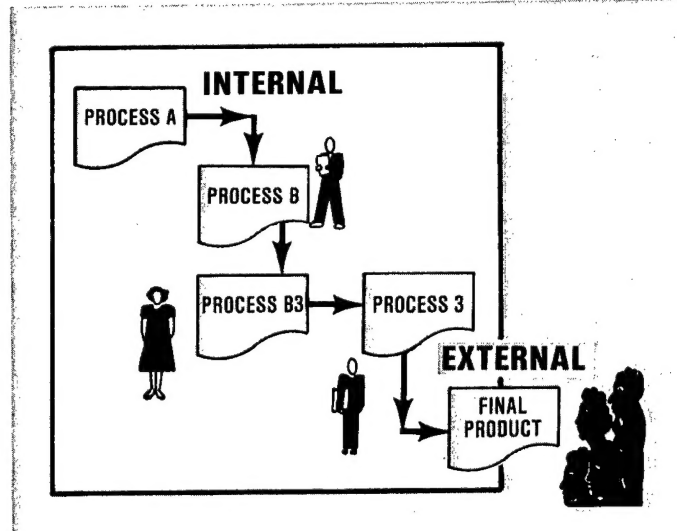 INTERNAL
PROCESS A
PROCESS B
PROCESS B3
PROCESS 3
EXTERNAL
FINAL
PRODUCT